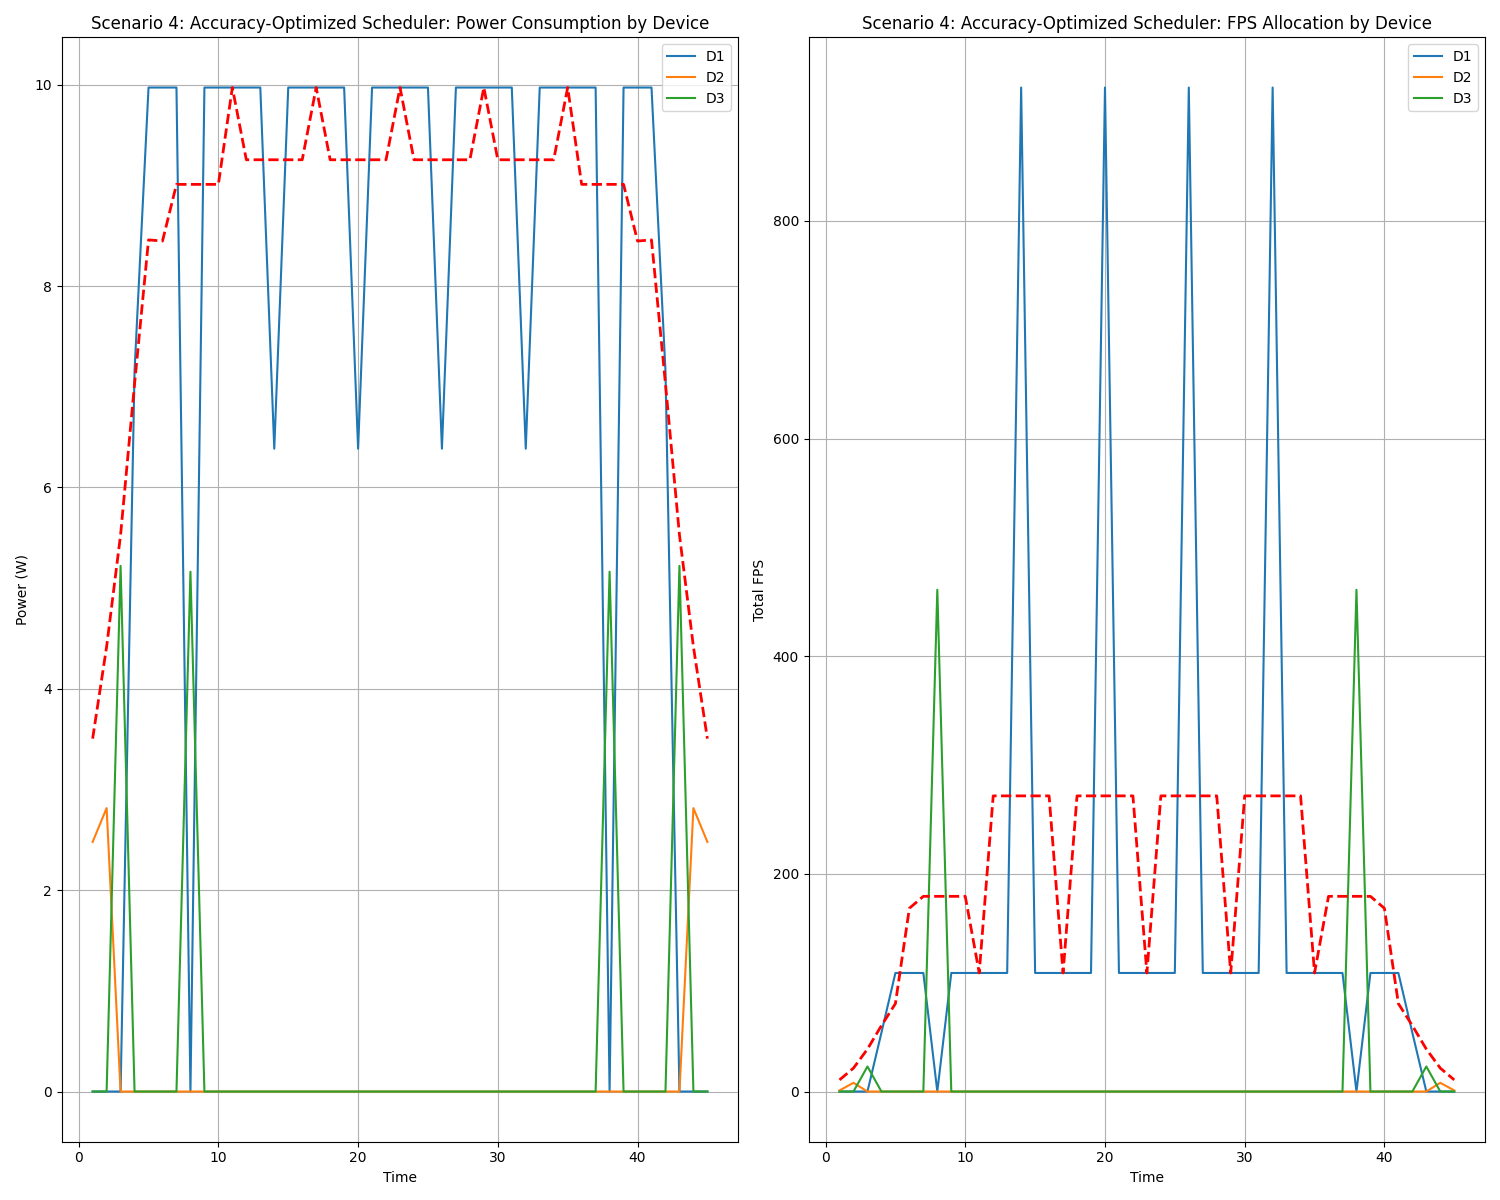 Scenario 4: Accuracy-Optimized Scheduler: Power Consumption by Device
D1
D2
D3
10
8
6
4
2
0
Power (W)
0 10 20 30 40
Time
Scenario 4: Accuracy-Optimized Scheduler: FPS Allocation by Device
D1
D2
D3
800
600
400
200
0
Total FPS
0 10 20 30 40
Time